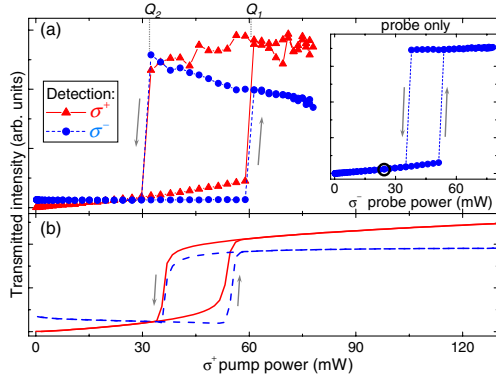 Q₂ Q₁
(a)
probe only
Detection:
σ⁺
σ⁻
0 30 60
σ⁻ probe power (mW)
Transmitted intensity (arb. units)
(b)
0 30 60 90 120
σ⁺ pump power (mW)